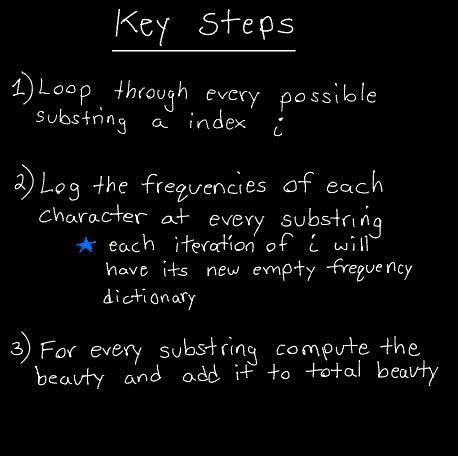 Key Steps
1) Loop through every possible
substring a index i
2) Log the frequencies of each
character at every substring
★ each iteration of i will
have its new empty frequency
dictionary
3) For every substring compute the
beauty and add it to total beauty